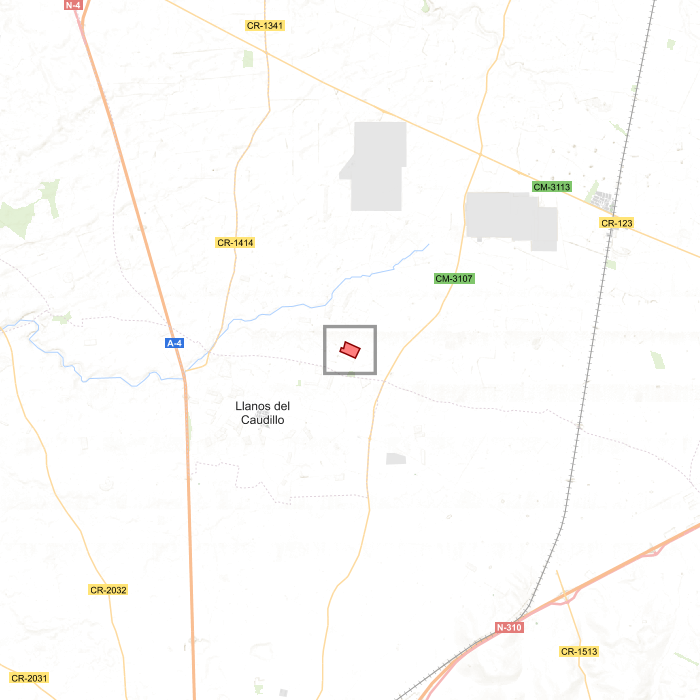 N-4
CR-1341
CM-3113
CR-123
CR-1414
CM-3107
A-4
Llanos del
Caudillo
CR-2032
N-310
CR-1513
CR-2031